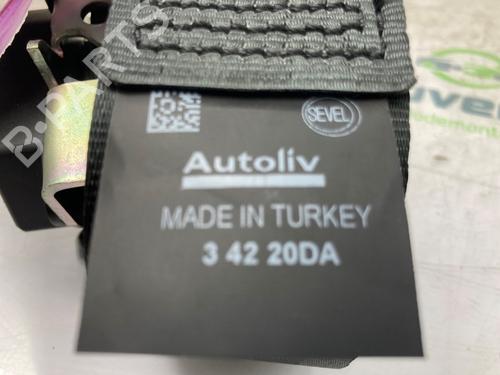 SEVEL
Autoliv
MADE IN TURKEY
3 42 20DA
B-PARTS